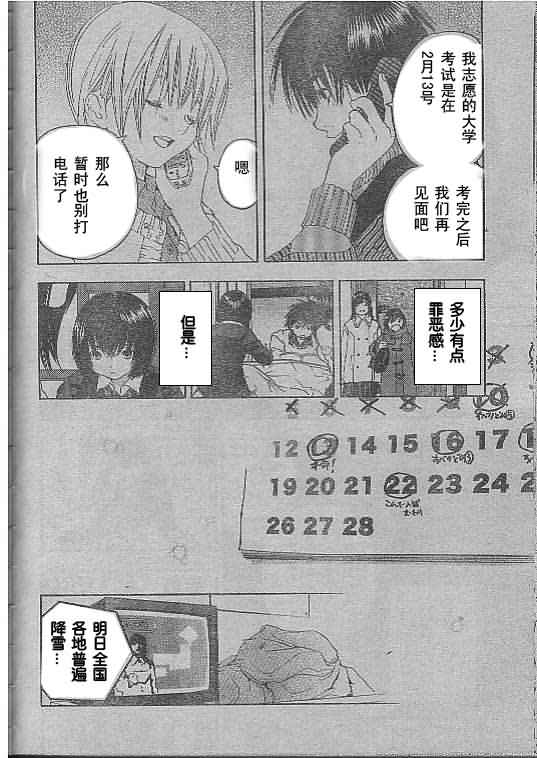 我志愿的大学
考试是在
2月13号
考完之后
我们再
见面吧
嗯
那么
暂时也别打
电话了
多少有点
罪恶感…
但是…
12 13 14 15 16 17
19 20 21 22 23 24
26 27 28
明日全国
各地普遍
降雪…